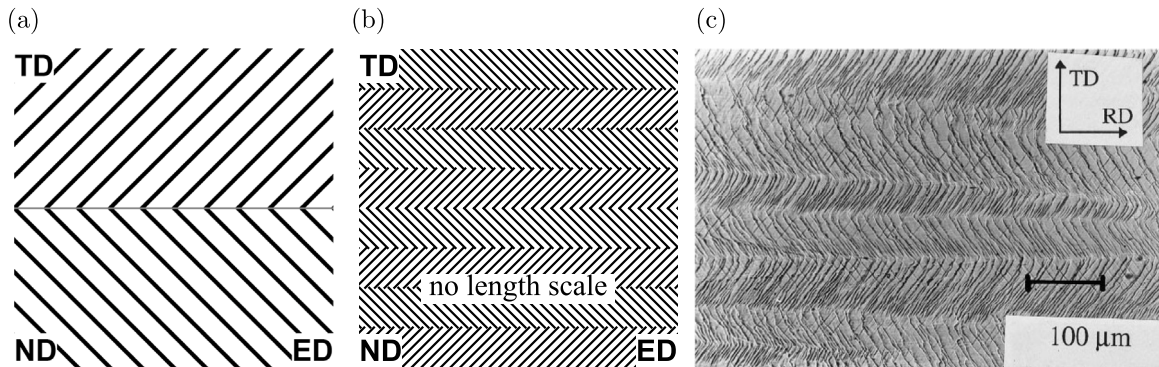 (a)
(b)
(c)
TD
ND
ED
TD
no length scale
ND
ED
TD
RD
100 µm